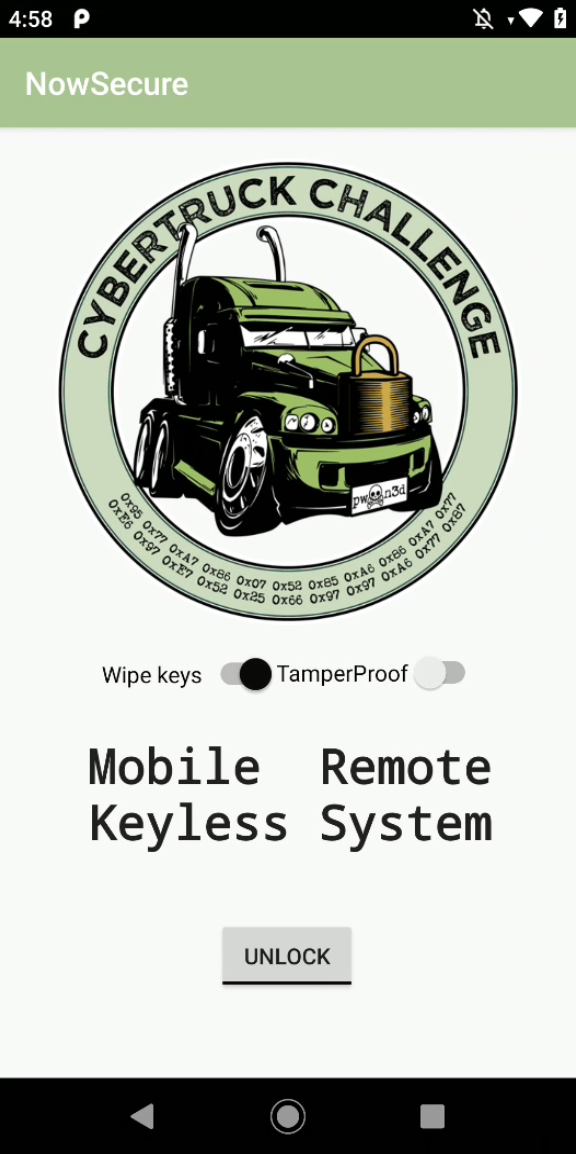 4:58
NowSecure
CYBERTRUCK CHALLENGE
pw n3d
0x95 0x77 0xA7 0x86 0x07 0x52 0x85 0xA6 0x86 0xA7 0x77
0xE6 0x97 0xE7 0x52 0x25 0x66 0x97 0x97 0xA6 0x77 0x87
Wipe keys TamperProof
Mobile Remote
Keyless System
UNLOCK